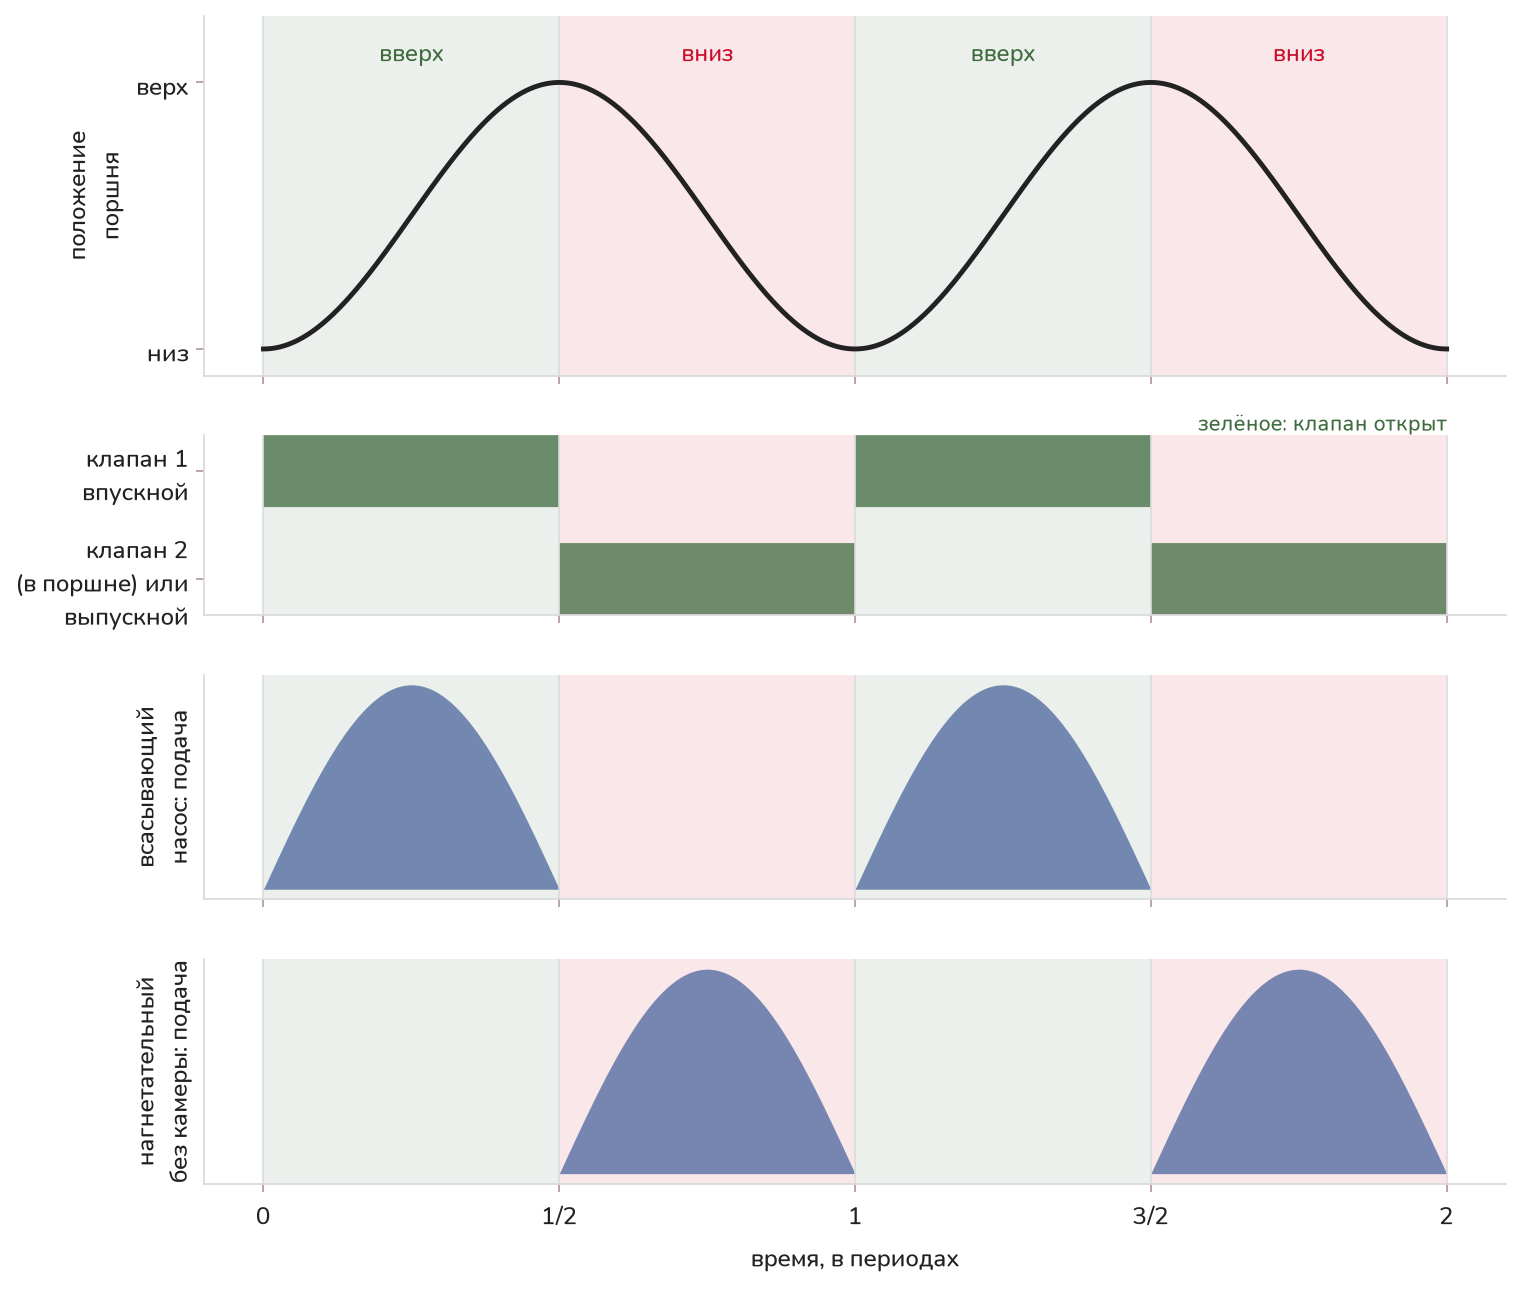 вверх
вниз
вверх
вниз
верх
низ
положение
поршня
зелёное: клапан открыт
клапан 1
впускной
клапан 2
(в поршне) или
выпускной
всасывающий
насос: подача
нагнетательный
без камеры: подача
0
1/2
1
3/2
2
время, в периодах